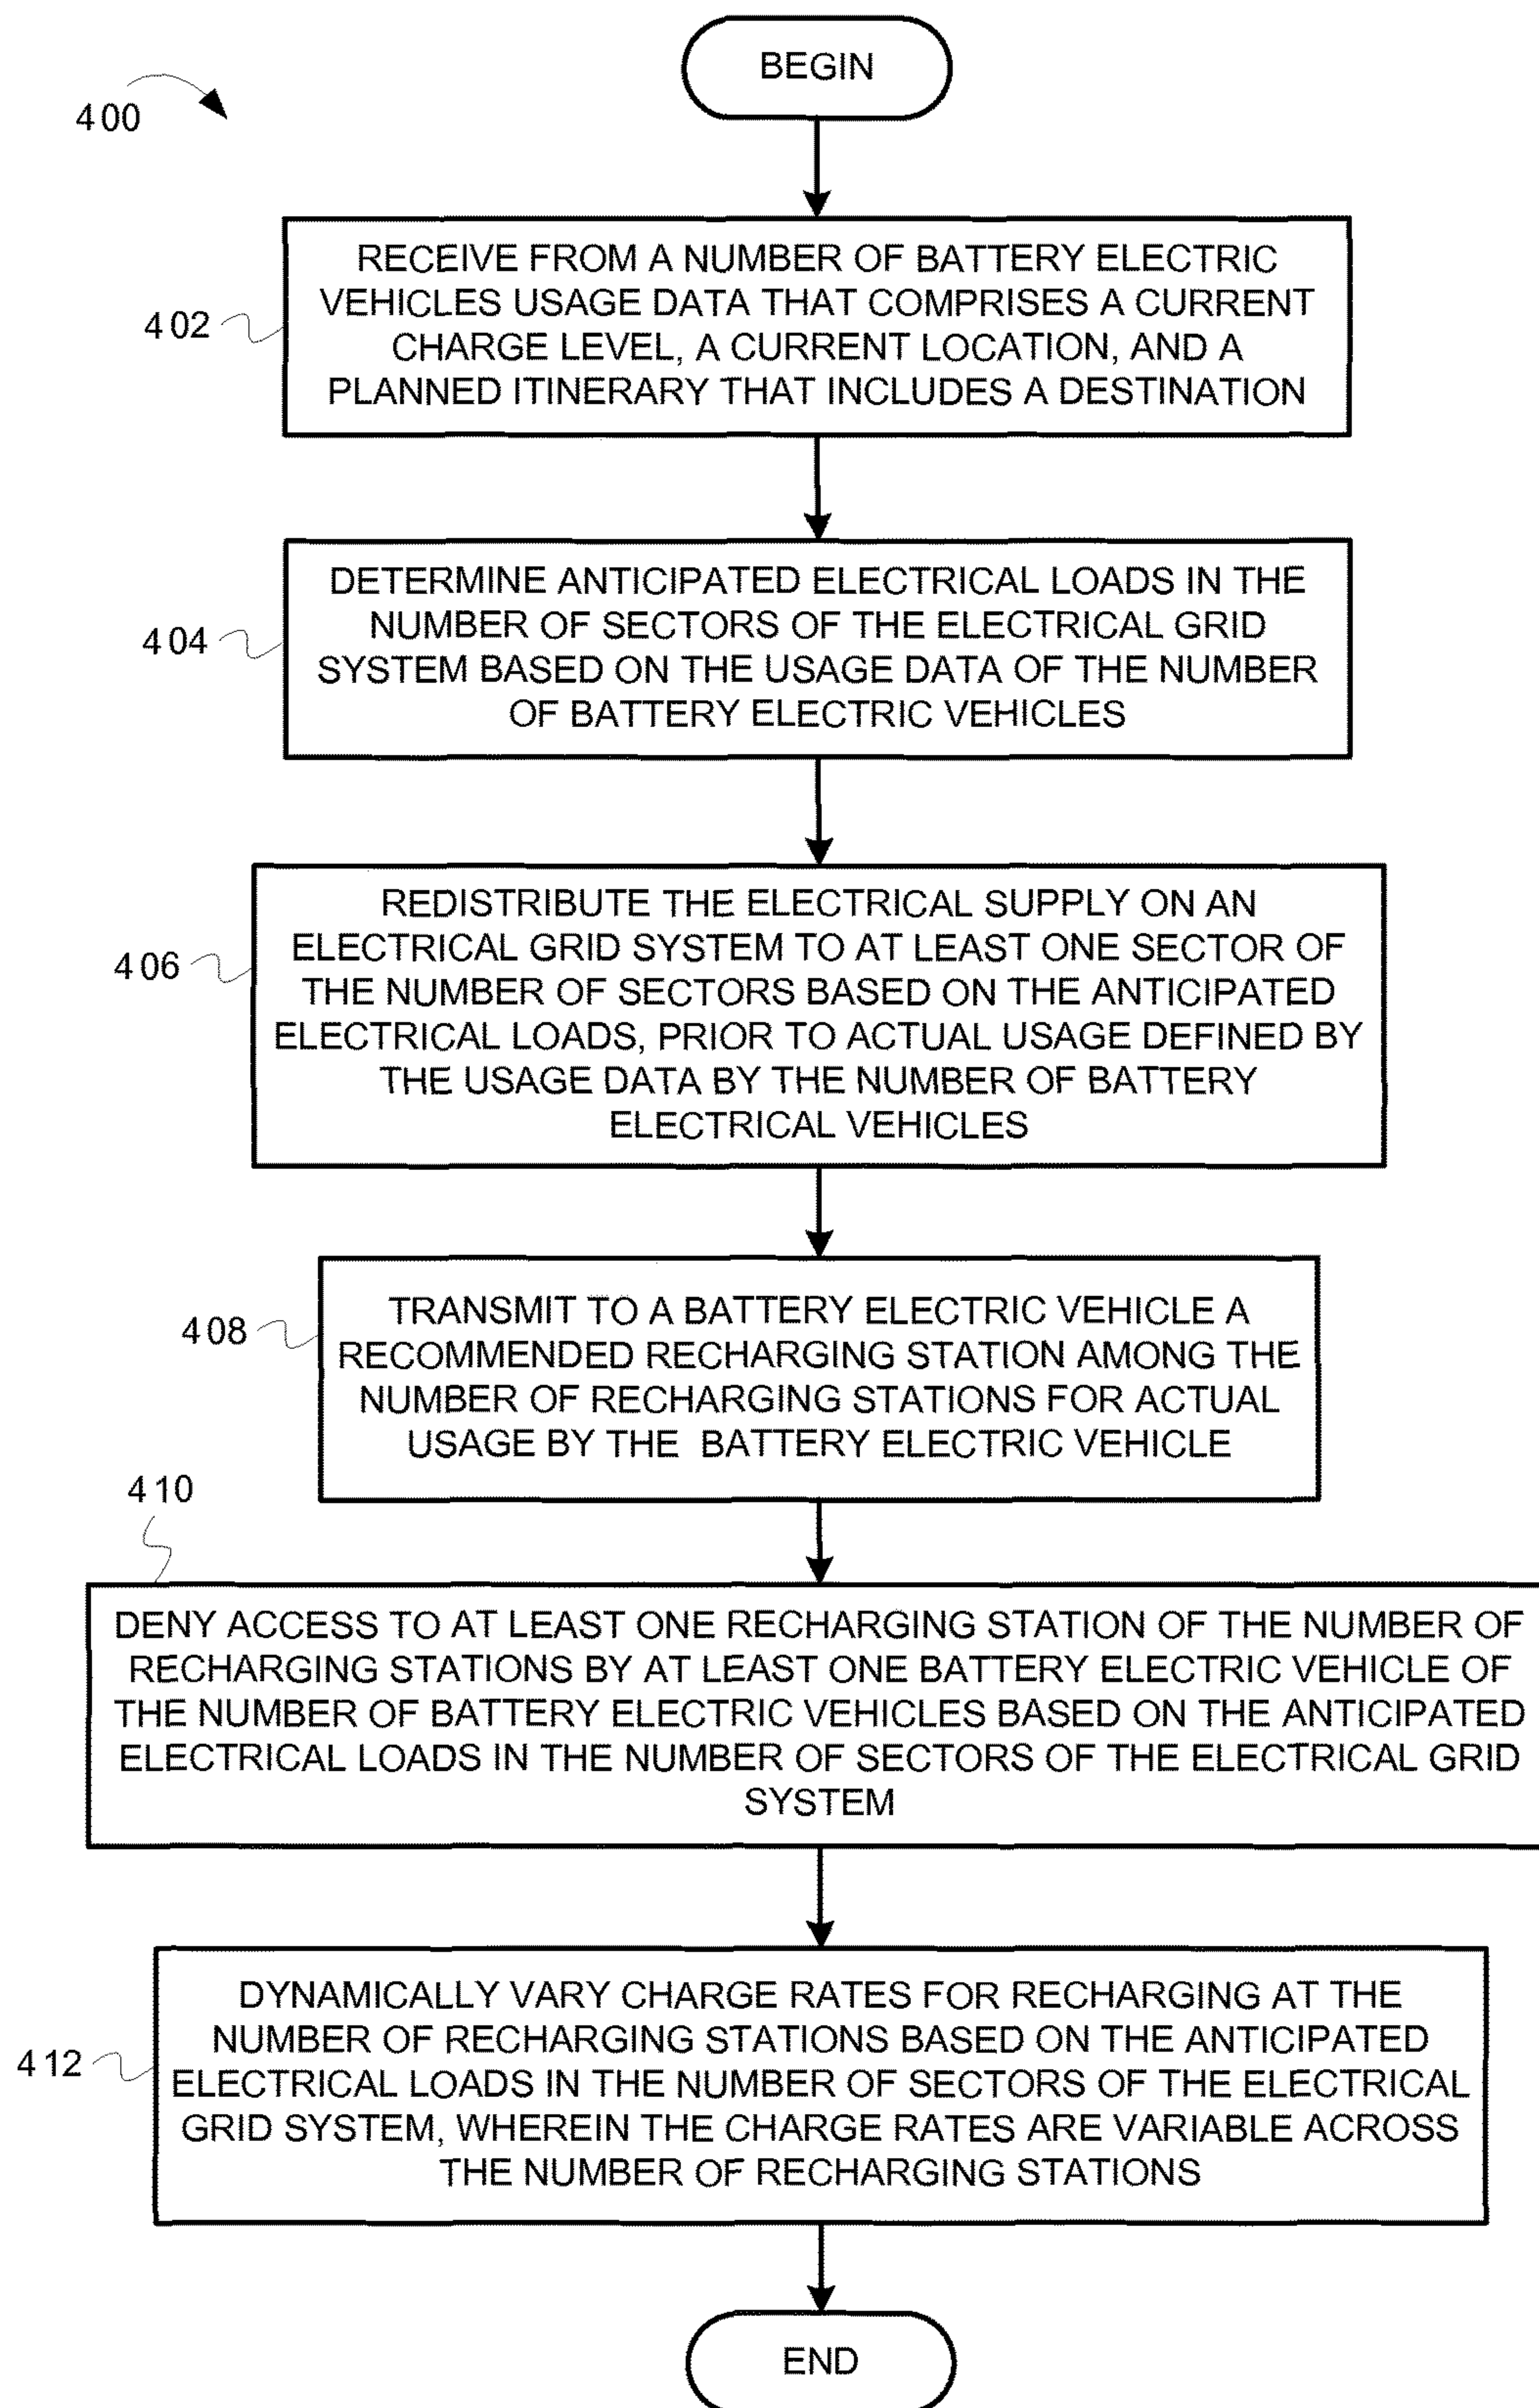 BEGIN
400
RECEIVE FROM A NUMBER OF BATTERY ELECTRIC
VEHICLES USAGE DATA THAT COMPRISES A CURRENT
CHARGE LEVEL, A CURRENT LOCATION, AND A
PLANNED ITINERARY THAT INCLUDES A DESTINATION
402
DETERMINE ANTICIPATED ELECTRICAL LOADS IN THE
NUMBER OF SECTORS OF THE ELECTRICAL GRID
SYSTEM BASED ON THE USAGE DATA OF THE NUMBER
OF BATTERY ELECTRIC VEHICLES
404
REDISTRIBUTE THE ELECTRICAL SUPPLY ON AN
ELECTRICAL GRID SYSTEM TO AT LEAST ONE SECTOR OF
THE NUMBER OF SECTORS BASED ON THE ANTICIPATED
ELECTRICAL LOADS, PRIOR TO ACTUAL USAGE DEFINED BY
THE USAGE DATA BY THE NUMBER OF BATTERY
ELECTRICAL VEHICLES
406
TRANSMIT TO A BATTERY ELECTRIC VEHICLE A
RECOMMENDED RECHARGING STATION AMONG THE
NUMBER OF RECHARGING STATIONS FOR ACTUAL
USAGE BY THE BATTERY ELECTRIC VEHICLE
408
410
DENY ACCESS TO AT LEAST ONE RECHARGING STATION OF THE NUMBER OF
RECHARGING STATIONS BY AT LEAST ONE BATTERY ELECTRIC VEHICLE OF
THE NUMBER OF BATTERY ELECTRIC VEHICLES BASED ON THE ANTICIPATED
ELECTRICAL LOADS IN THE NUMBER OF SECTORS OF THE ELECTRICAL GRID
SYSTEM
DYNAMICALLY VARY CHARGE RATES FOR RECHARGING AT THE
NUMBER OF RECHARGING STATIONS BASED ON THE ANTICIPATED
ELECTRICAL LOADS IN THE NUMBER OF SECTORS OF THE ELECTRICAL
GRID SYSTEM, WHEREIN THE CHARGE RATES ARE VARIABLE ACROSS
THE NUMBER OF RECHARGING STATIONS
412
END